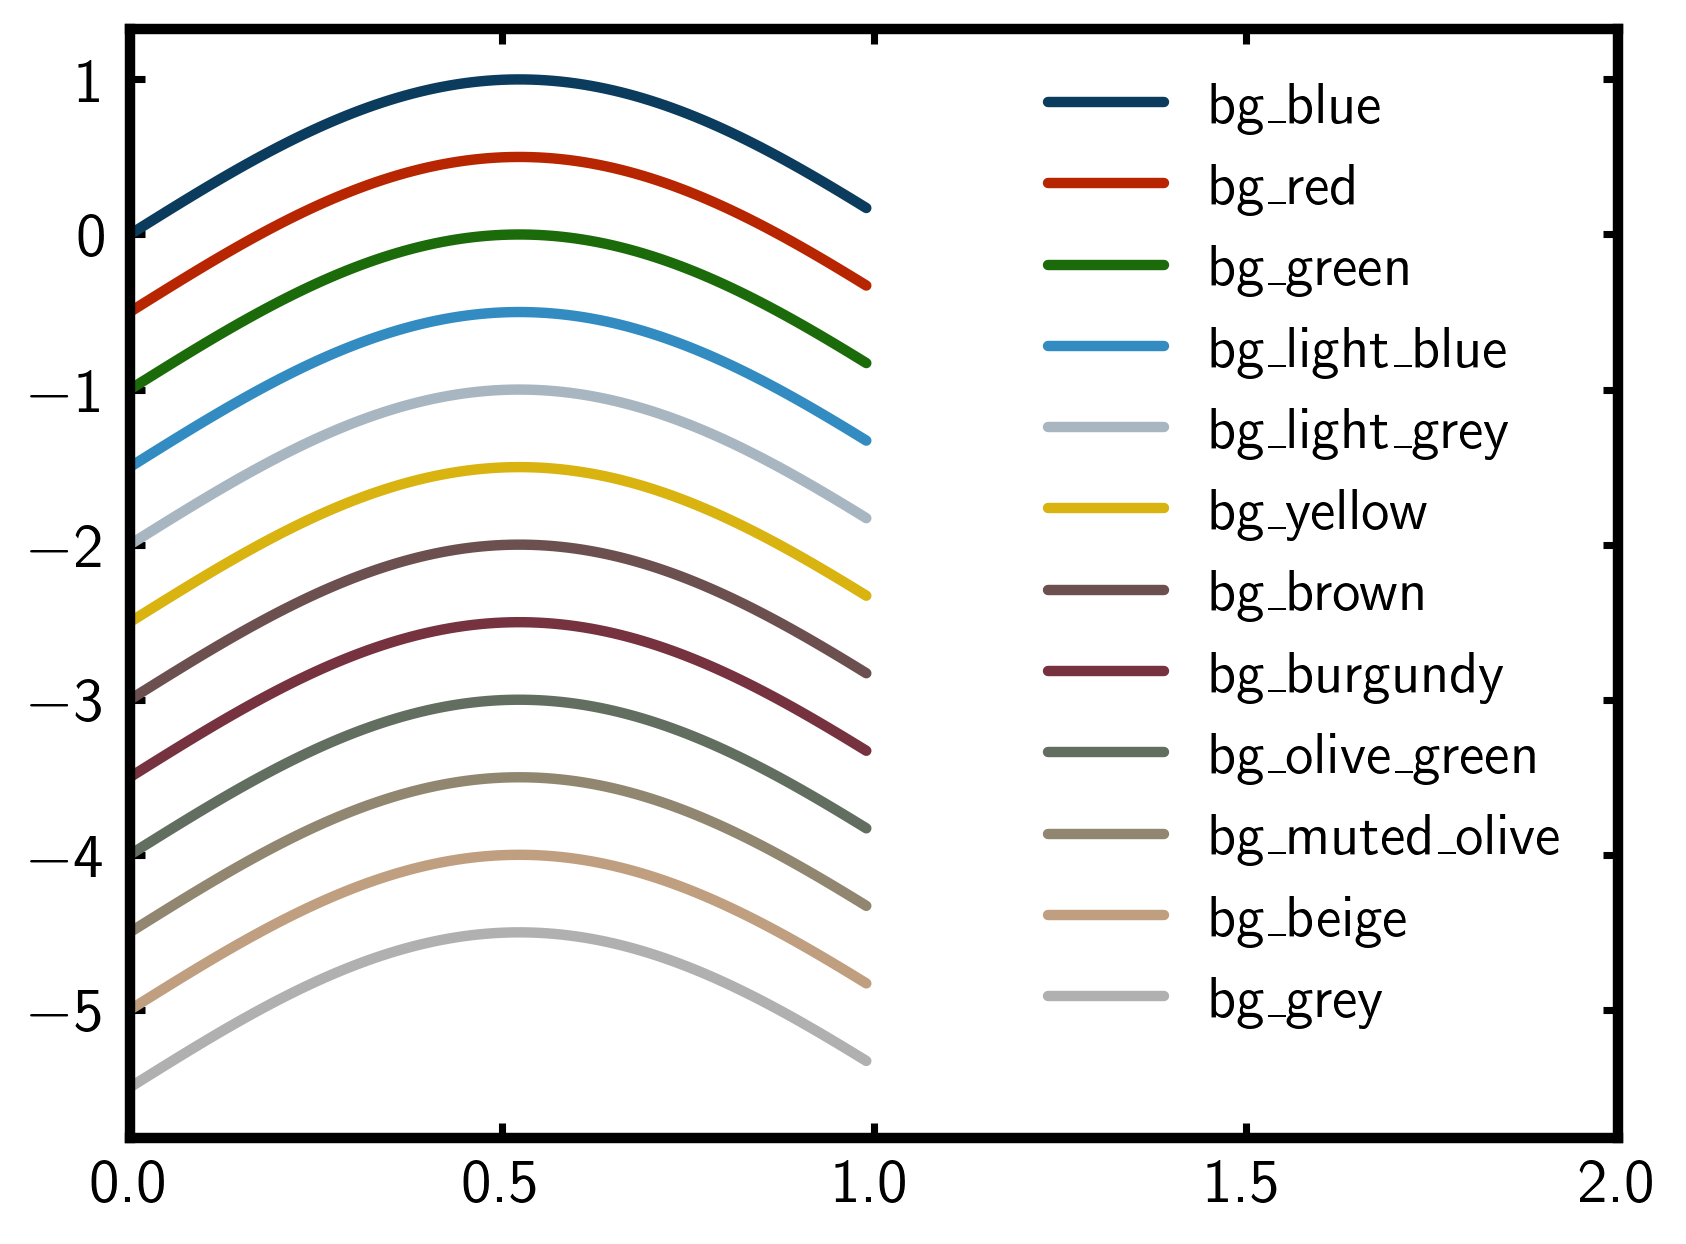 1
0
−1
−2
−3
−4
−5
0.0 0.5 1.0 1.5 2.0
bg_blue
bg_red
bg_green
bg_light_blue
bg_light_grey
bg_yellow
bg_brown
bg_burgundy
bg_olive_green
bg_muted_olive
bg_beige
bg_grey